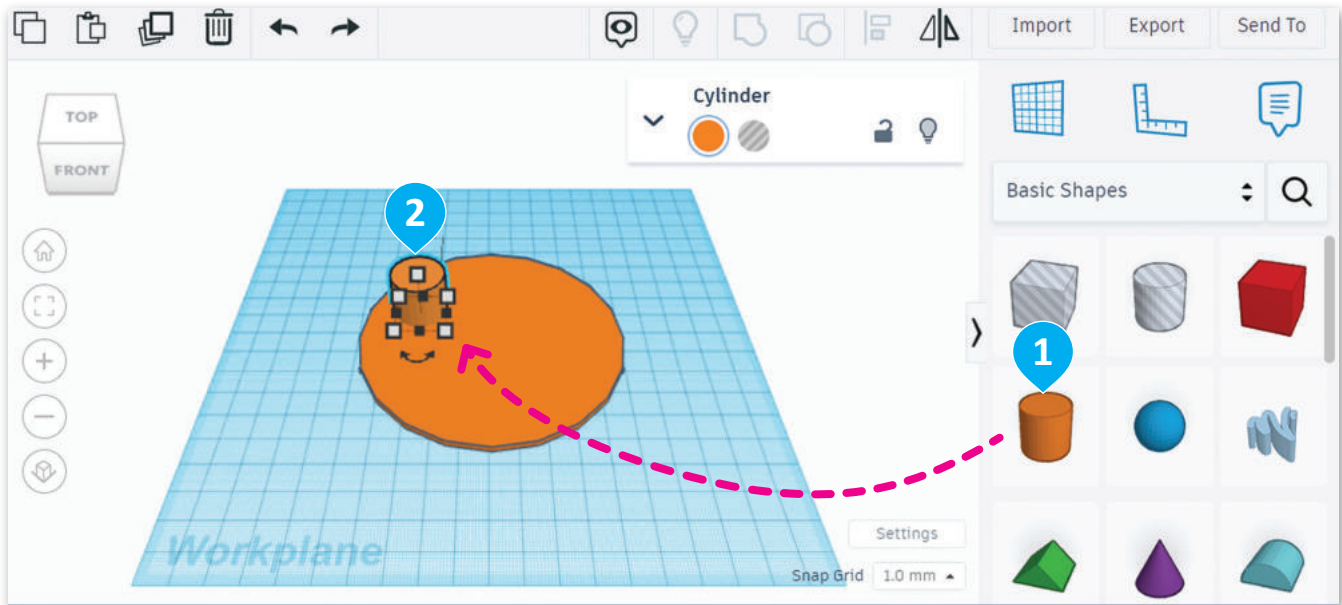 Import Export Send To
TOP
FRONT
Cylinder
Basic Shapes
2
1
Workplane
Settings
Snap Grid 1.0 mm